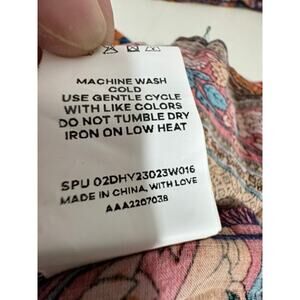 MACHINE WASH
COLD
USE GENTLE CYCLE
WITH LIKE COLORS
DO NOT TUMBLE DRY
IRON ON LOW HEAT
SPU 02DHY23023W016
MADE IN CHINA, WITH LOVE
AAA2207038